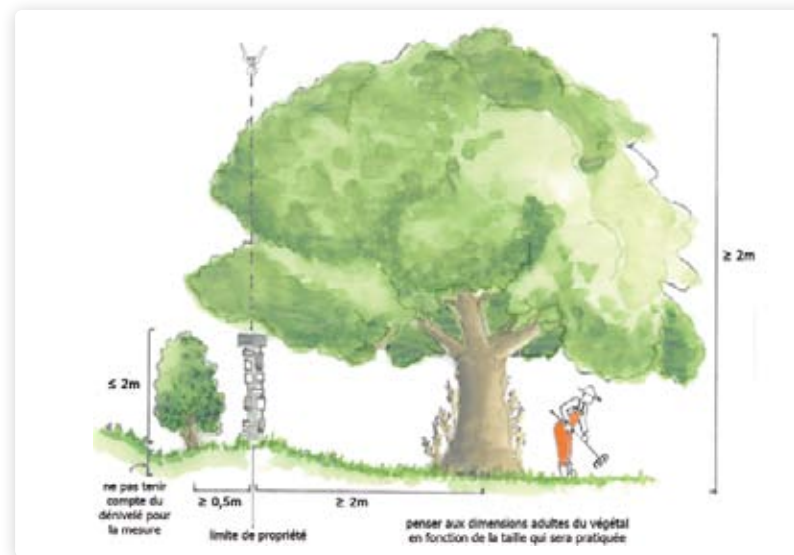 ≥ 2m
≤ 2m
ne pas tenir
compte du
dénivelé pour
la mesure
≥ 0,5m
≥ 2m
limite de propriété
penser aux dimensions adultes du végétal
en fonction de la taille qui sera pratiquée